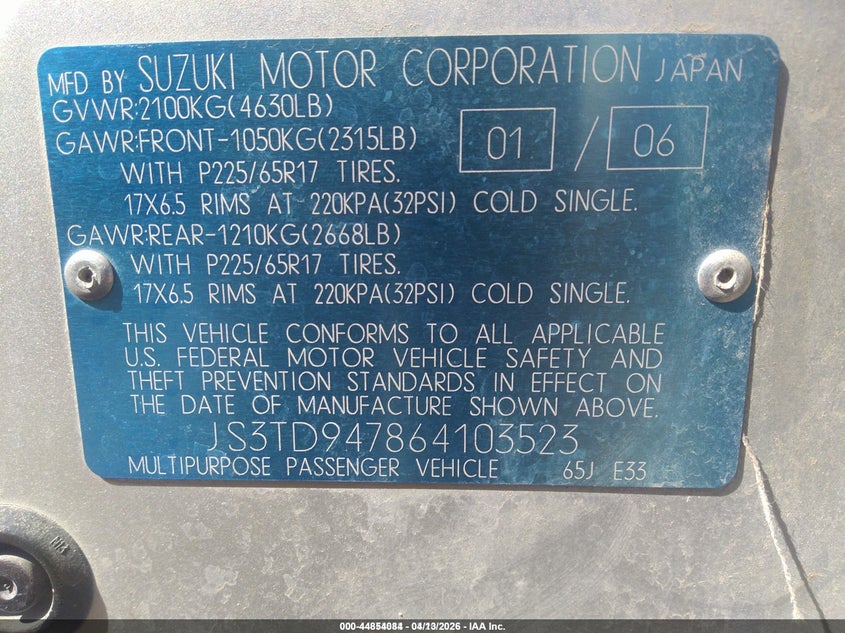 MFD BY SUZUKI MOTOR CORPORATION JAPAN
GVWR:2100KG(4630LB)
GAWR:FRONT-1050KG(2315LB) 01 / 06
WITH P225/65R17 TIRES.
17X6.5 RIMS AT 220KPA(32PSI) COLD SINGLE.
GAWR:REAR-1210KG(2668LB)
WITH P225/65R17 TIRES.
17X6.5 RIMS AT 220KPA(32PSI) COLD SINGLE.
THIS VEHICLE CONFORMS TO ALL APPLICABLE
U.S. FEDERAL MOTOR VEHICLE SAFETY AND
THEFT PREVENTION STANDARDS IN EFFECT ON
THE DATE OF MANUFACTURE SHOWN ABOVE.
JS3TD947864103523
MULTIPURPOSE PASSENGER VEHICLE 65J E33
000-44854084 - 04/13/2026 - IAA Inc.